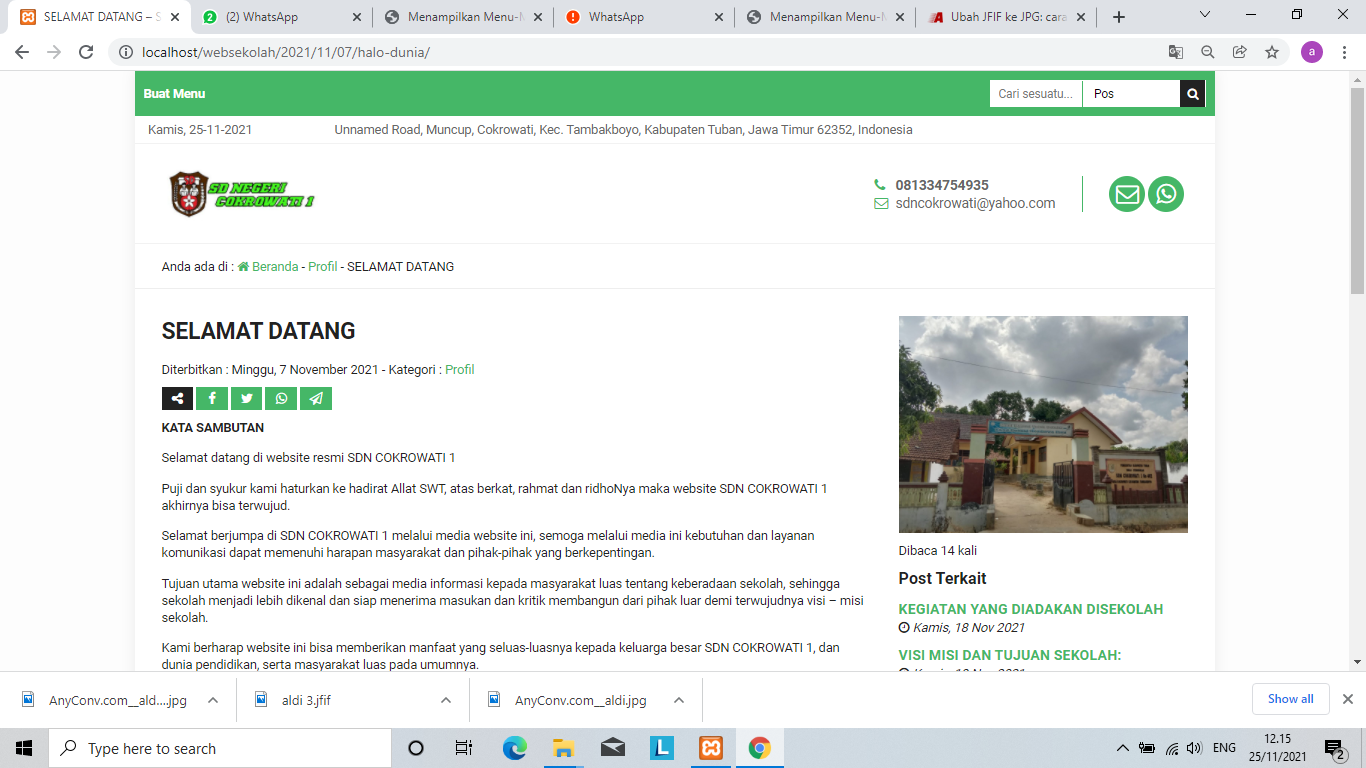 SELAMAT DATANG – S
(2) WhatsApp
Menampilkan Menu-M
WhatsApp
Menampilkan Menu-M
Ubah JFIF ke JPG: cara
localhost/websekolah/2021/11/07/halo-dunia/
a
Buat Menu
Cari sesuatu...
Pos
Kamis, 25-11-2021
Unnamed Road, Muncup, Cokrowati, Kec. Tambakboyo, Kabupaten Tuban, Jawa Timur 62352, Indonesia
SD NEGERI
COKROWATI 1
081334754935
sdncokrowati@yahoo.com
Anda ada di : Beranda - Profil - SELAMAT DATANG
SELAMAT DATANG
Diterbitkan : Minggu, 7 November 2021 - Kategori : Profil
KATA SAMBUTAN
Selamat datang di website resmi SDN COKROWATI 1
Puji dan syukur kami haturkan ke hadirat Allat SWT, atas berkat, rahmat dan ridhoNya maka website SDN COKROWATI 1
akhirnya bisa terwujud.
Selamat berjumpa di SDN COKROWATI 1 melalui media website ini, semoga melalui media ini kebutuhan dan layanan
komunikasi dapat memenuhi harapan masyarakat dan pihak-pihak yang berkepentingan.
Tujuan utama website ini adalah sebagai media informasi kepada masyarakat luas tentang keberadaan sekolah, sehingga
sekolah menjadi lebih dikenal dan siap menerima masukan dan kritik membangun dari pihak luar demi terwujudnya visi – misi
sekolah.
Kami berharap website ini bisa memberikan manfaat yang seluas-luasnya kepada keluarga besar SDN COKROWATI 1, dan
dunia pendidikan, serta masyarakat luas pada umumnya.
Dibaca 14 kali
Post Terkait
KEGIATAN YANG DIADAKAN DISEKOLAH
Kamis, 18 Nov 2021
VISI MISI DAN TUJUAN SEKOLAH:
AnyConv.com__ald....jpg
aldi 3.jfif
AnyConv.com__aldi.jpg
Show all
Type here to search
ENG
12.15
25/11/2021
2